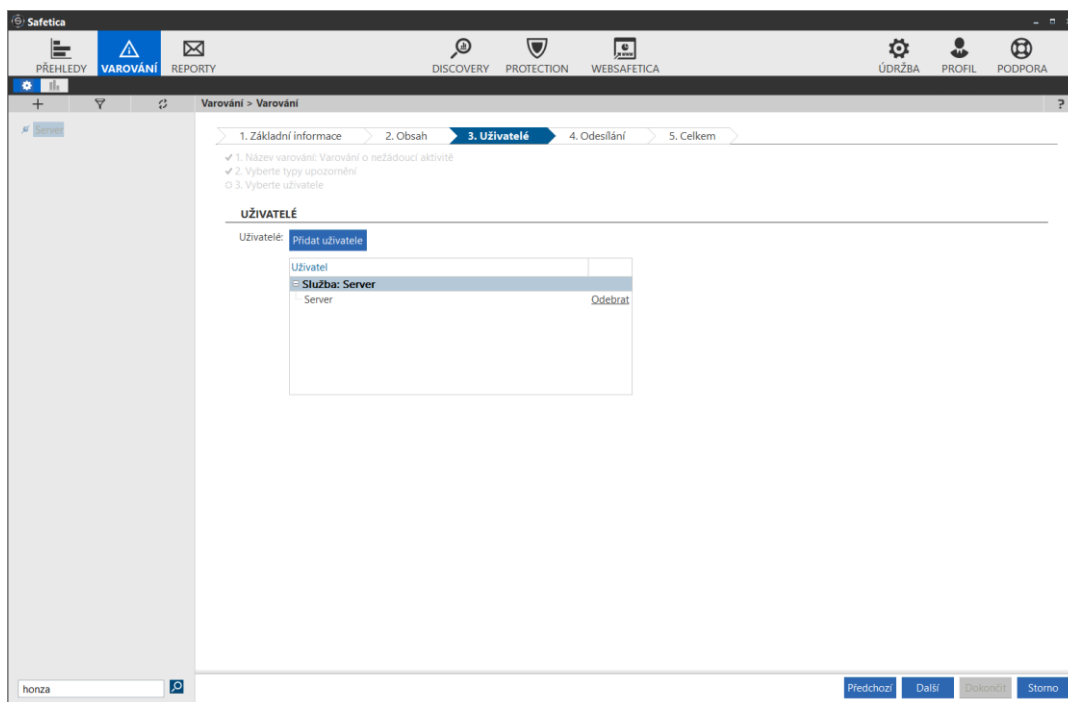 Safetica
PŘEHLEDY VAROVÁNÍ REPORTY DISCOVERY PROTECTION WEBSAFETICA ÚDRŽBA PROFIL PODPORA
Varování > Varování ?
Server
1. Základní informace 2. Obsah 3. Uživatelé 4. Odesílání 5. Celkem
1. Název varování: Varování o nežádoucí aktivitě
2. Vyberte typy upozornění
3. Vyberte uživatele
UŽIVATELÉ
Uživatelé: Přidat uživatele
Uživatel
Služba: Server
Server Odebrat
honza
Předchozí Další Dokončit Storno